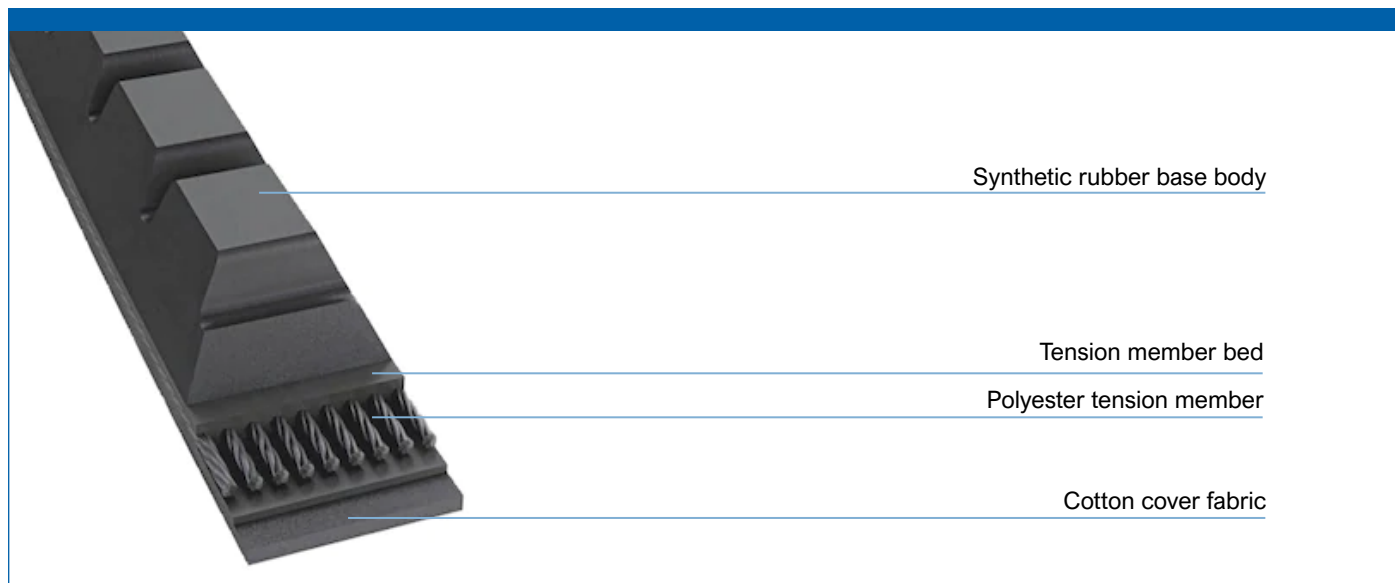 Synthetic rubber base body
Tension member bed
Polyester tension member
Cotton cover fabric